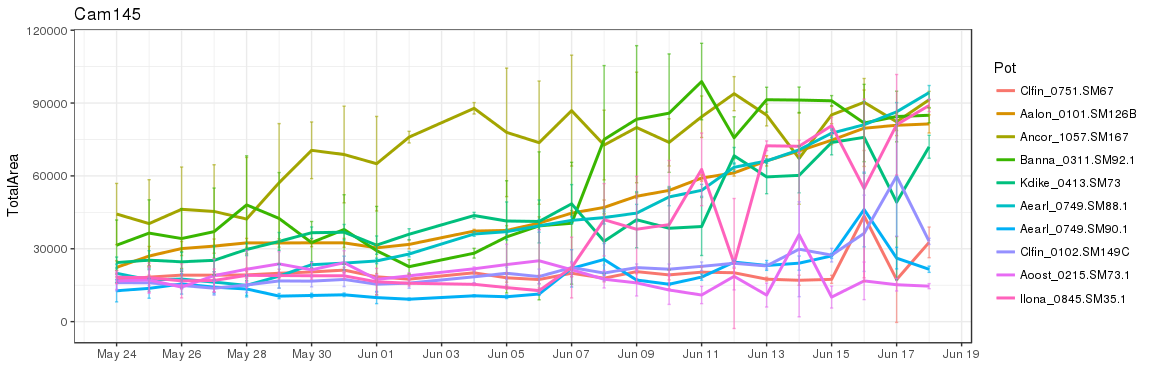 Cam145
TotalArea
120000
90000
60000
30000
0
May 24
May 26
May 28
May 30
Jun 01
Jun 03
Jun 05
Jun 07
Jun 09
Jun 11
Jun 13
Jun 15
Jun 17
Jun 19
Pot
Clfin_0751.SM67
Aalon_0101.SM126B
Ancor_1057.SM167
Banna_0311.SM92.1
Kdike_0413.SM73
Aearl_0749.SM88.1
Aearl_0749.SM90.1
Clfin_0102.SM149C
Aoost_0215.SM73.1
Ilona_0845.SM35.1